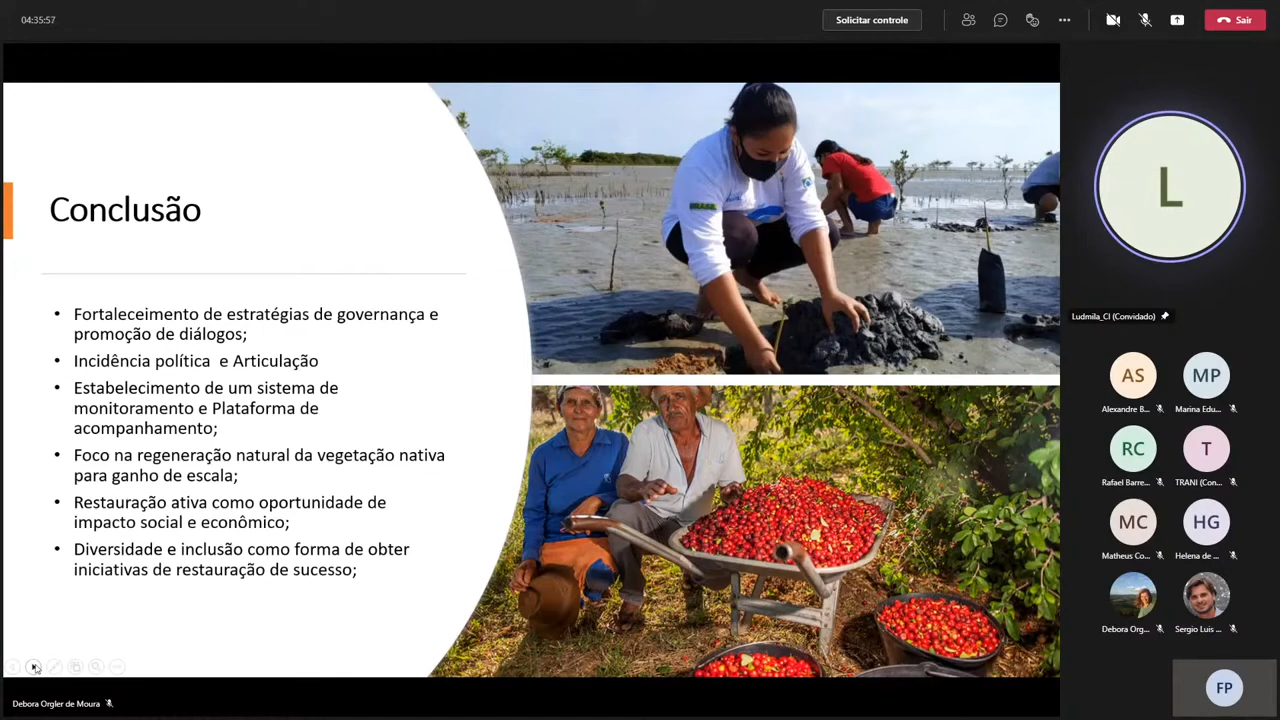 04:35:57
Solicitar controle
Sair
Conclusão
• Fortaleceimento de estratégias de governança e
promoção de diálogos;
• Incidência política e Articulação
• Estabelecimento de um sistema de
monitoramento e Plataforma de
acompanhamento;
• Foco na regeneração natural da vegetação nativa
para ganho de escala;
• Restauração ativa como oportunidade de
impacto social e econômico;
• Diversidade e inclusão como forma de obter
iniciativas de restauração de sucesso;
BRASIL
L
Ludmila_CI (Convidado)
AS
MP
Alexandre B...
Marina Edu...
RC
T
Rafael Barre...
TRANI (Con...
MC
HG
Matheus Co...
Helena de ...
Debora Org...
Sergio Luis ...
FP
Debora Orgler de Moura